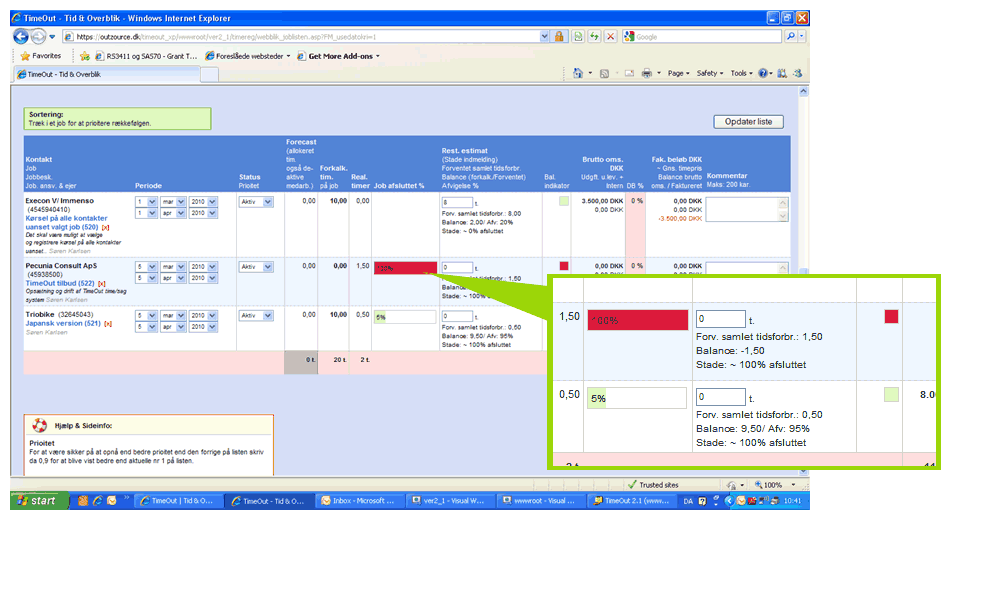 TimeOut - Tid & Overblik - Windows Internet Explorer
https://outzource.dk/timeout_xp/wwwroot/ver2_1/timereg/webblik_joblisten.asp?FM_usedatokri=1
Google
Favorites
RS3411 og SAS70 - Grant T...
Foreslåede websteder
Get More Add-ons
TimeOut - Tid & Overblik
Page
Safety
Tools
Sortering:
Træk i et job for at prioitere rækkefølgen.
Opdater liste
Kontakt
Job
Jobbesk.
Job. ansv. & ejer
Periode
Status
Prioitet
Forecast
(allokeret
tim.
også de-
aktive
medarb.)
Forkalk.
tim.
på job
Real.
timer
Job afsluttet %
Rest. estimat
(Stade indmelding)
Forventet samlet tidsforbr.
Balance (forkalk./Forventet)
Afvigelse %
Bal.
indikator
Brutto oms.
DKK
Udgift. u.lev. +
Intern
DB %
Fak. beløb DKK
~ Gns. timepris
Balance brutto
oms. / Faktureret
Kommentar
Maks: 200 kar.
Execon V/ Immenso
(4545940410)
Kørsel på alle kontakter
uanset valgt job (520) [x]
Det skal være muligt at vælge
og registrere kørsel på alle kontakter
uanset.. Søren Karlsen
1 mar 2010
1 apr 2010
Aktiv
0,00
10,00
0,00
8 t.
Forv. samlet tidsforbr.: 8,00
Balance: 2,00/ Afv: 20%
Stade: ~ 0% afsluttet
3.500,00 DKK
0,00 DKK
0 %
0,00 DKK
0,00 DKK
-3.500,00 DKK
Pecunia Consult ApS
(45938500)
TimeOut tilbud (522) [x]
Opsætning og drift af TimeOut time/sag
system Søren Karlsen
5 mar 2010
5 apr 2010
Aktiv
0,00
0,00
1,50
100%
0 t.
Forv. samlet tidsforbr.: 1,50
Stade: ~ 100%
0,00 DKK
0 %
0,00 DKK
Triobike (32645043)
Japansk version (521) [x]
Søren Karlsen
5 mar 2010
5 apr 2010
Aktiv
0,00
10,00
0,50
5%
0 t.
Forv. samlet tidsforbr.: 0,50
Balance: 9,50/ Afv: 95%
Stade: ~ 100% afsluttet
0 t.
20 t.
2 t.
1,50
100%
0 t.
Forv. samlet tidsforbr.: 1,50
Balance: -1,50
Stade: ~ 100% afsluttet
0,50
5%
0 t.
Forv. samlet tidsforbr.: 0,50
Balance: 9,50/ Afv: 95%
Stade: ~ 100% afsluttet
8.0
Hjælp & Sideinfo:
Prioitet
For at være sikker på at opnå end bedre prioitet end den forrige på listen skriv
da 0,9 for at blive vist bedre end aktuelle nr 1 på listen.
Trusted sites
100%
start
TimeOut | Tid & O...
TimeOut - Tid & O...
Inbox - Microsoft ...
ver2_1 - Visual W...
wwwroot - Visual ...
TimeOut 2.1 (www...
DA
10:41